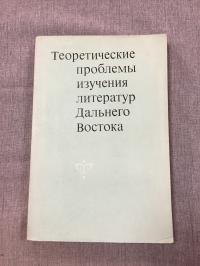 Теоретические
проблемы
изучения
литератур
Дальнего
Востока